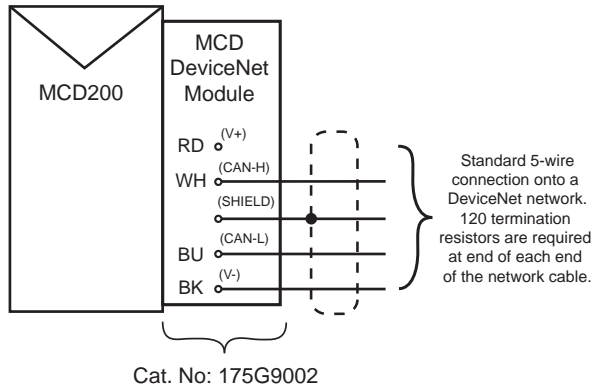 MCD200
MCD
DeviceNet
Module
RD (V+)
WH (CAN-H)
(SHIELD)
BU (CAN-L)
BK (V-)
Standard 5-wire
connection onto a
DeviceNet network.
120 termination
resistors are required
at end of each end
of the network cable.
Cat. No: 175G9002